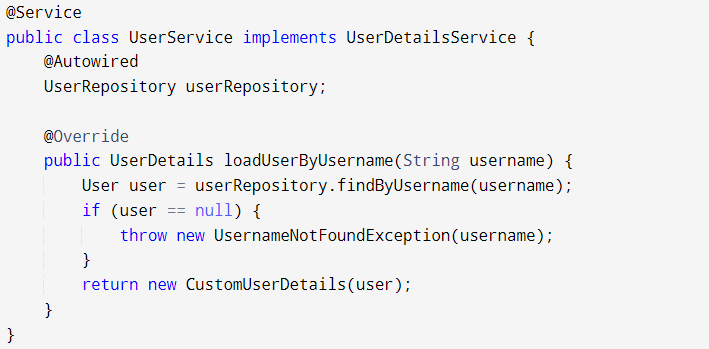 @Service
public class UserService implements UserDetailsService {
    @Autowired
    UserRepository userRepository;

    @Override
    public UserDetails loadUserByUsername(String username) {
        User user = userRepository.findByUsername(username);
        if (user == null) {
            throw new UsernameNotFoundException(username);
        }
        return new CustomUserDetails(user);
    }
}